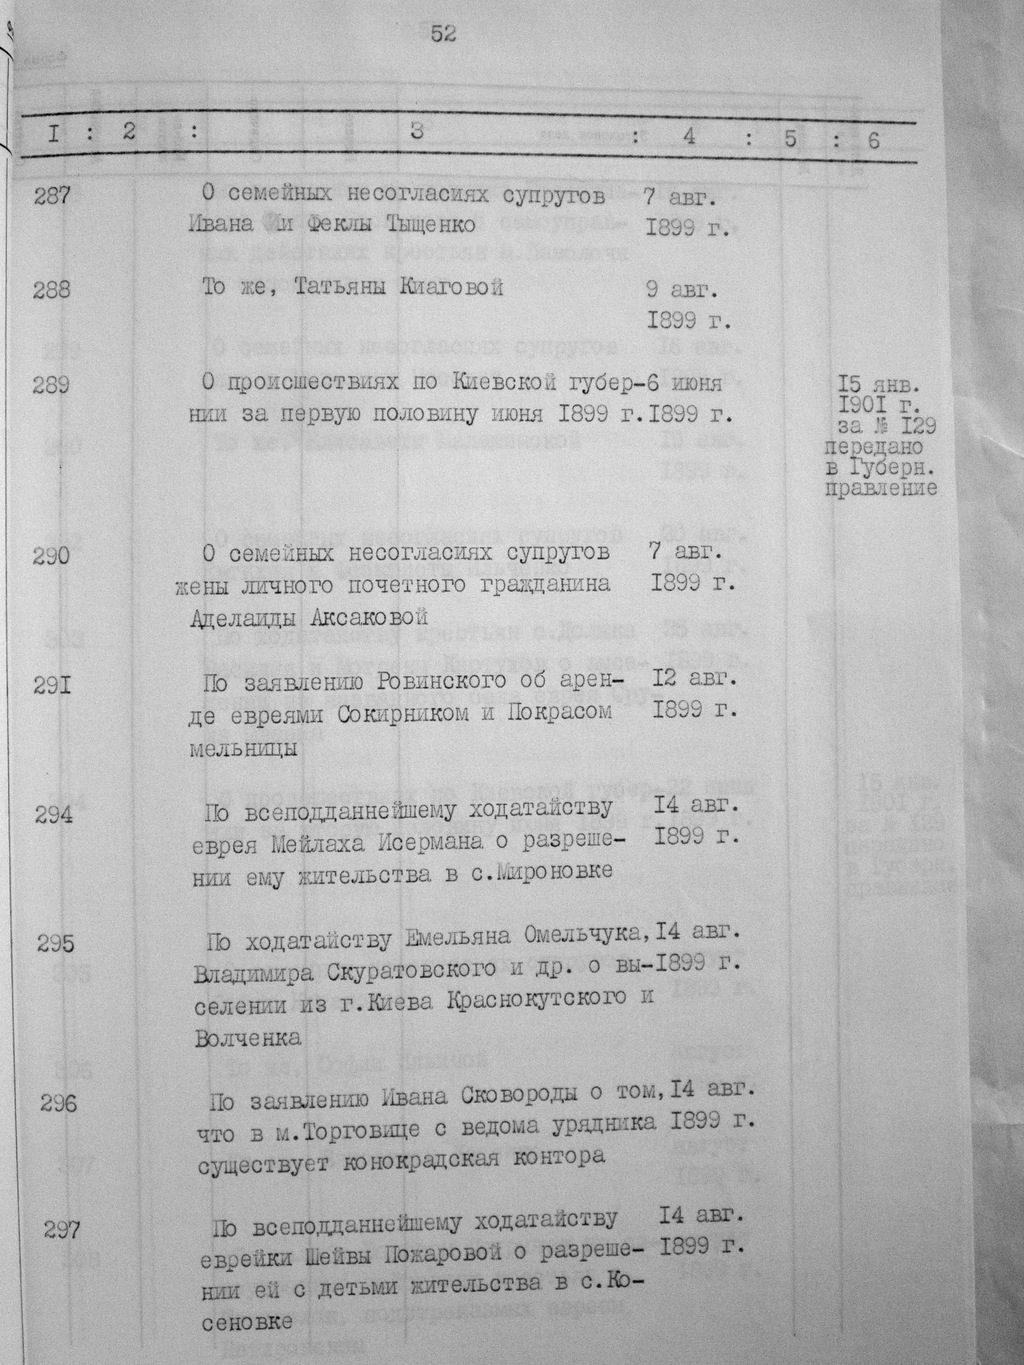 52
I : 2 : 3 : 4 : 5 : 6
287 О семейных несогласиях супругов 7 авг.
Ивана Ии Феклы Тыщенко 1899 г.
288 То же, Татьяны Киаговой 9 авг.
1899 г.
289 О происшествиях по Киевской губер- 6 июня 15 янв.
нии за первую половину июня 1899 г. 1899 г. 1901 г.
за № 129
передано
в Губерн.
правление
290 О семейных несогласиях супругов 7 авг.
жены личного почетного гражданина 1899 г.
Аделаиды Аксаковой
291 По заявлению Ровинского об арен- 12 авг.
де евреями Сокирником и Покрасом 1899 г.
мельницы
294 По всеподданнейшему ходатайству 14 авг.
еврея Мейлаха Исермана о разреше- 1899 г.
нии ему жительства в с.Мироновке
295 По ходатайству Емельяна Омельчука, 14 авг.
Владимира Скуратовского и др. о вы- 1899 г.
селении из г.Киева Краснокутского и
Волченка
296 По заявлению Ивана Сковороды о том, 14 авг.
что в м.Торговице с ведома урядника 1899 г.
существует конокрадская контора
297 По всеподданнейшему ходатайству 14 авг.
еврейки Шейвы Пожаровой о разреше- 1899 г.
нии ей с детьми жительства в с.Ко-
сеновке